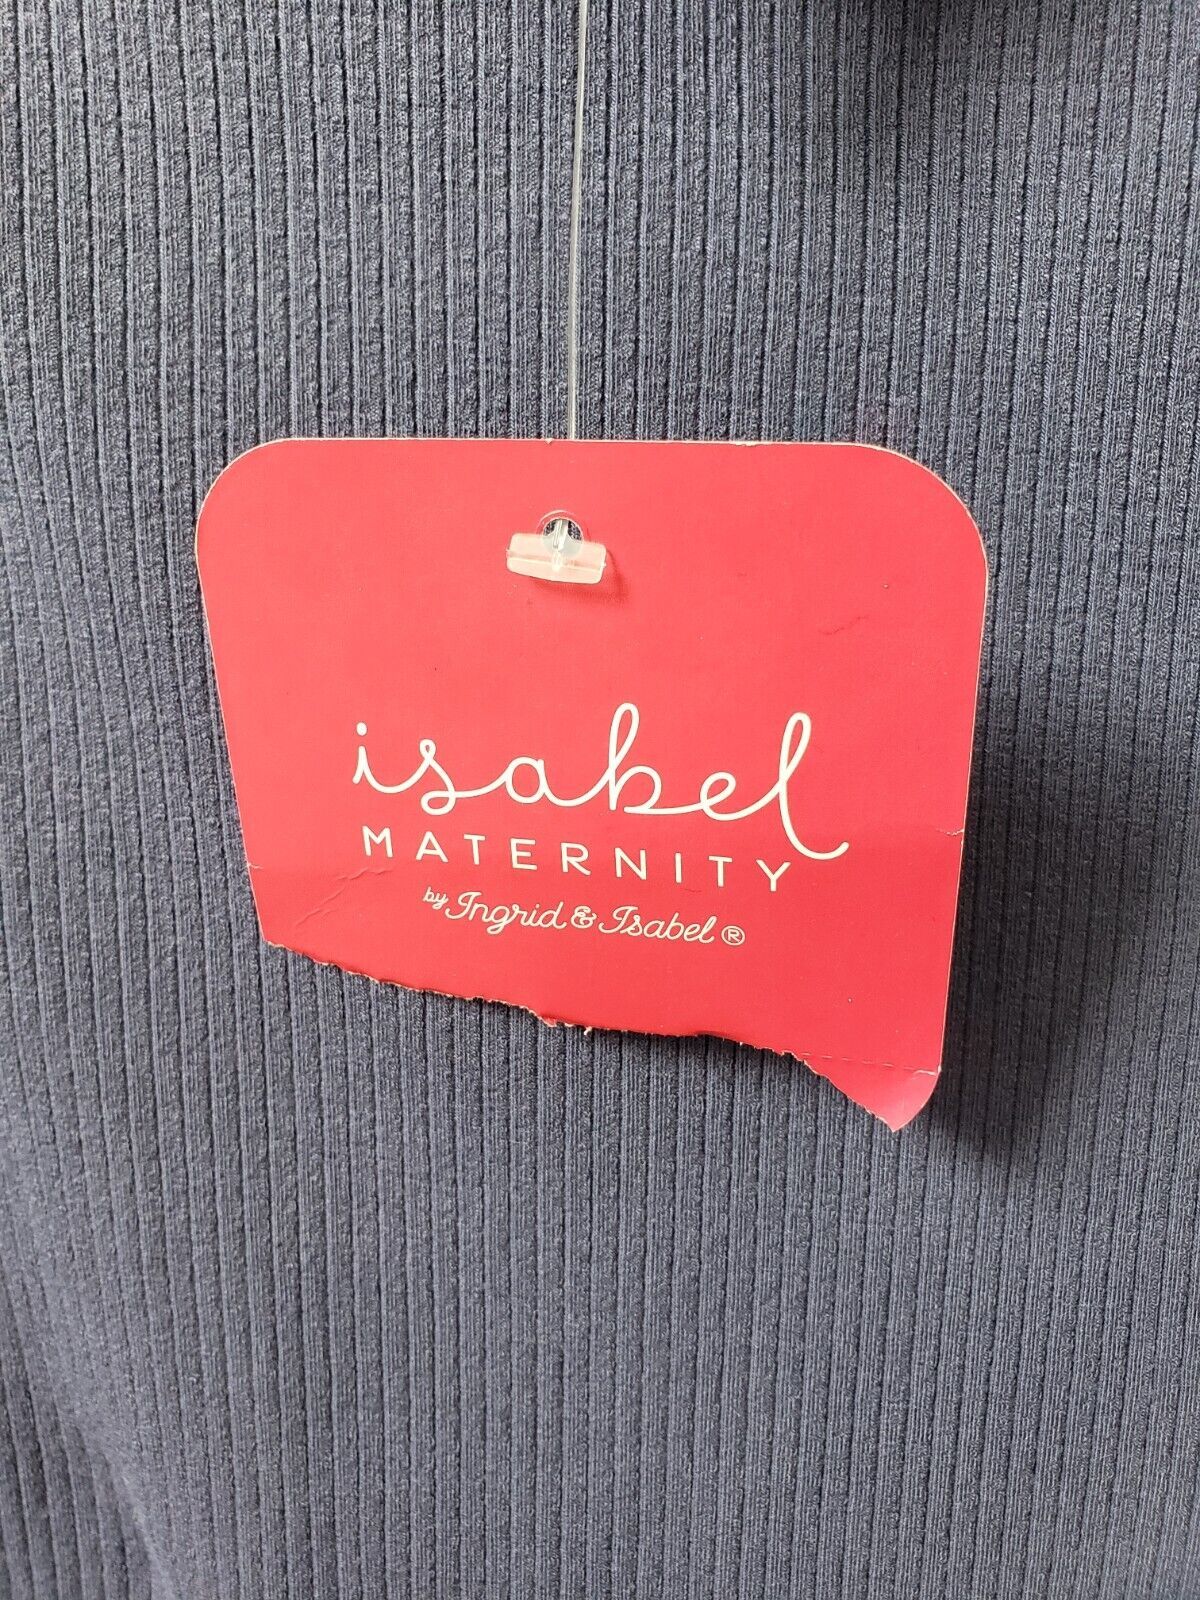 isabel
MATERNITY
by Ingrid & Isabel®